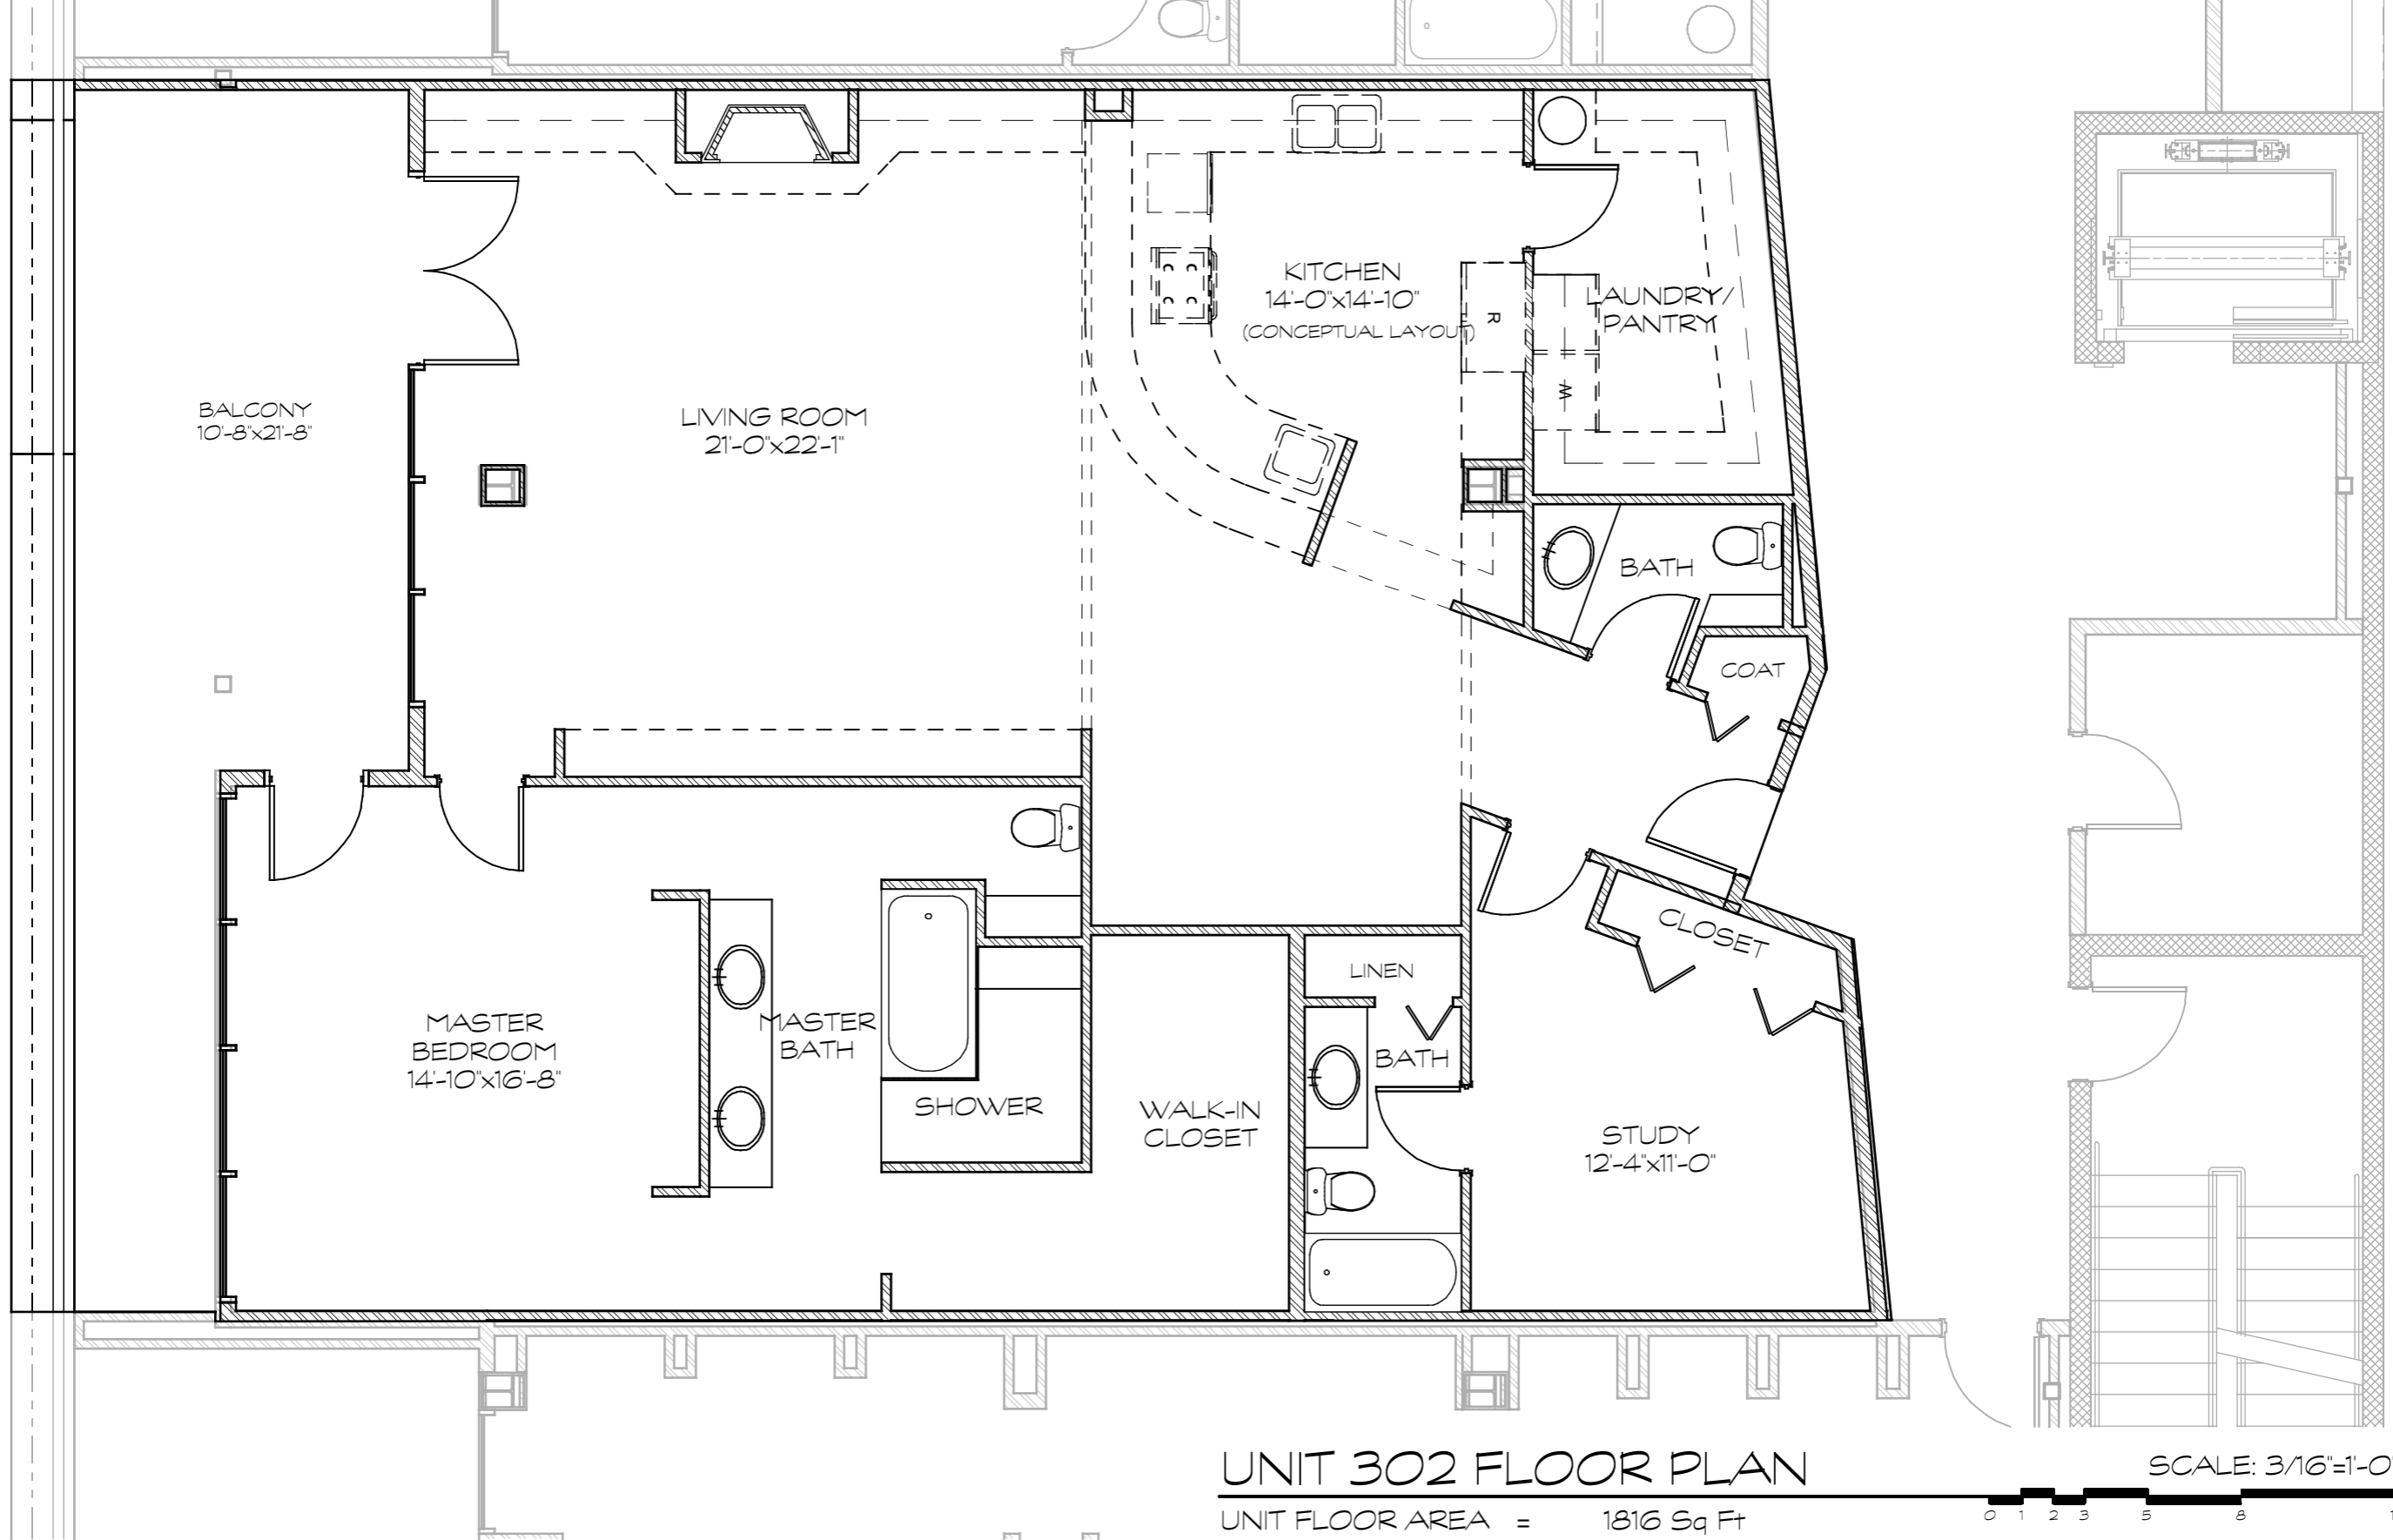 KITCHEN
14'-0"x14'-10"
(CONCEPTUAL LAYOUT)
R
LAUNDRY/
PANTRY
W
BALCONY
10'-8"x21'-8"
LIVING ROOM
21'-0"x22'-1"
BATH
COAT
CLOSET
LINEN
MASTER
BEDROOM
14'-10"x16'-8"
MASTER
BATH
BATH
SHOWER
WALK-IN
CLOSET
STUDY
12'-4"x11'-0"
UNIT 302 FLOOR PLAN
SCALE: 3/16"=1'-0
UNIT FLOOR AREA = 1816 Sq Ft
0 1 2 3 5 8 1